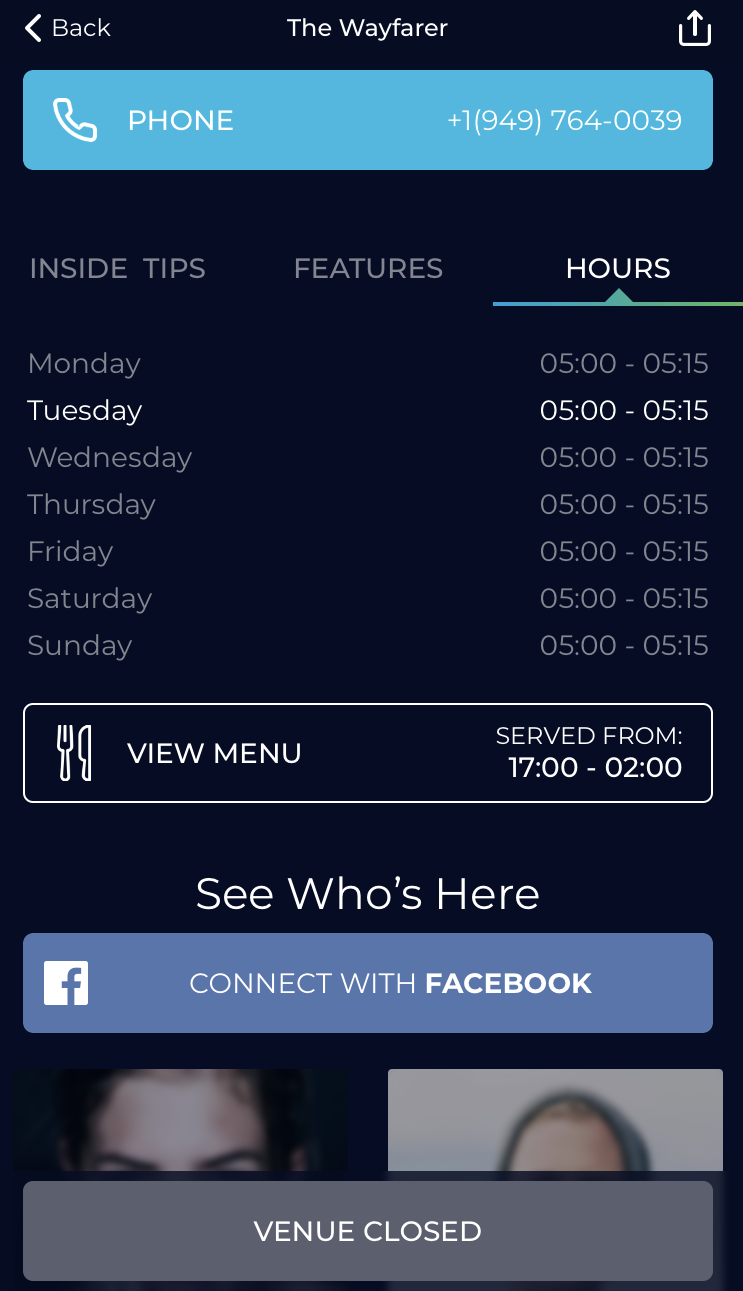 Back The Wayfarer
PHONE +1(949) 764-0039
INSIDE TIPS FEATURES HOURS
Monday 05:00 - 05:15
Tuesday 05:00 - 05:15
Wednesday 05:00 - 05:15
Thursday 05:00 - 05:15
Friday 05:00 - 05:15
Saturday 05:00 - 05:15
Sunday 05:00 - 05:15
VIEW MENU SERVED FROM:
17:00 - 02:00
See Who’s Here
CONNECT WITH FACEBOOK
VENUE CLOSED